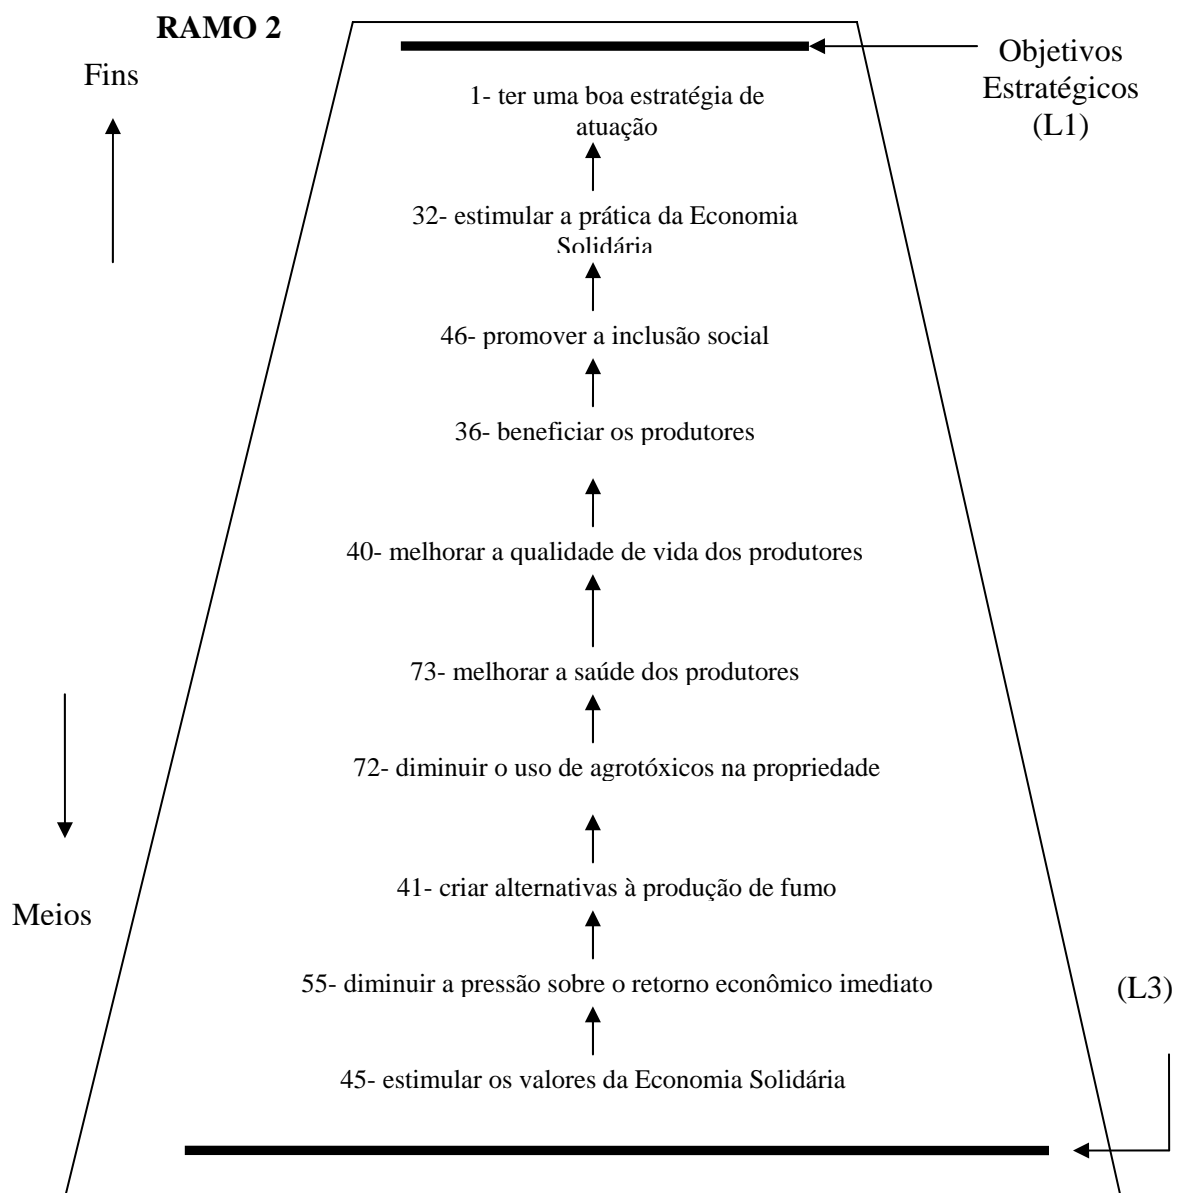 RAMO 2
Fins
Objetivos
Estratégicos
(L1)
1- ter uma boa estratégia de
atuação
32- estimular a prática da Economia
Solidária
46- promover a inclusão social
36- beneficiar os produtores
40- melhorar a qualidade de vida dos produtores
73- melhorar a saúde dos produtores
72- diminuir o uso de agrotóxicos na propriedade
41- criar alternativas à produção de fumo
Meios
55- diminuir a pressão sobre o retorno econômico imediato
(L3)
45- estimular os valores da Economia Solidária